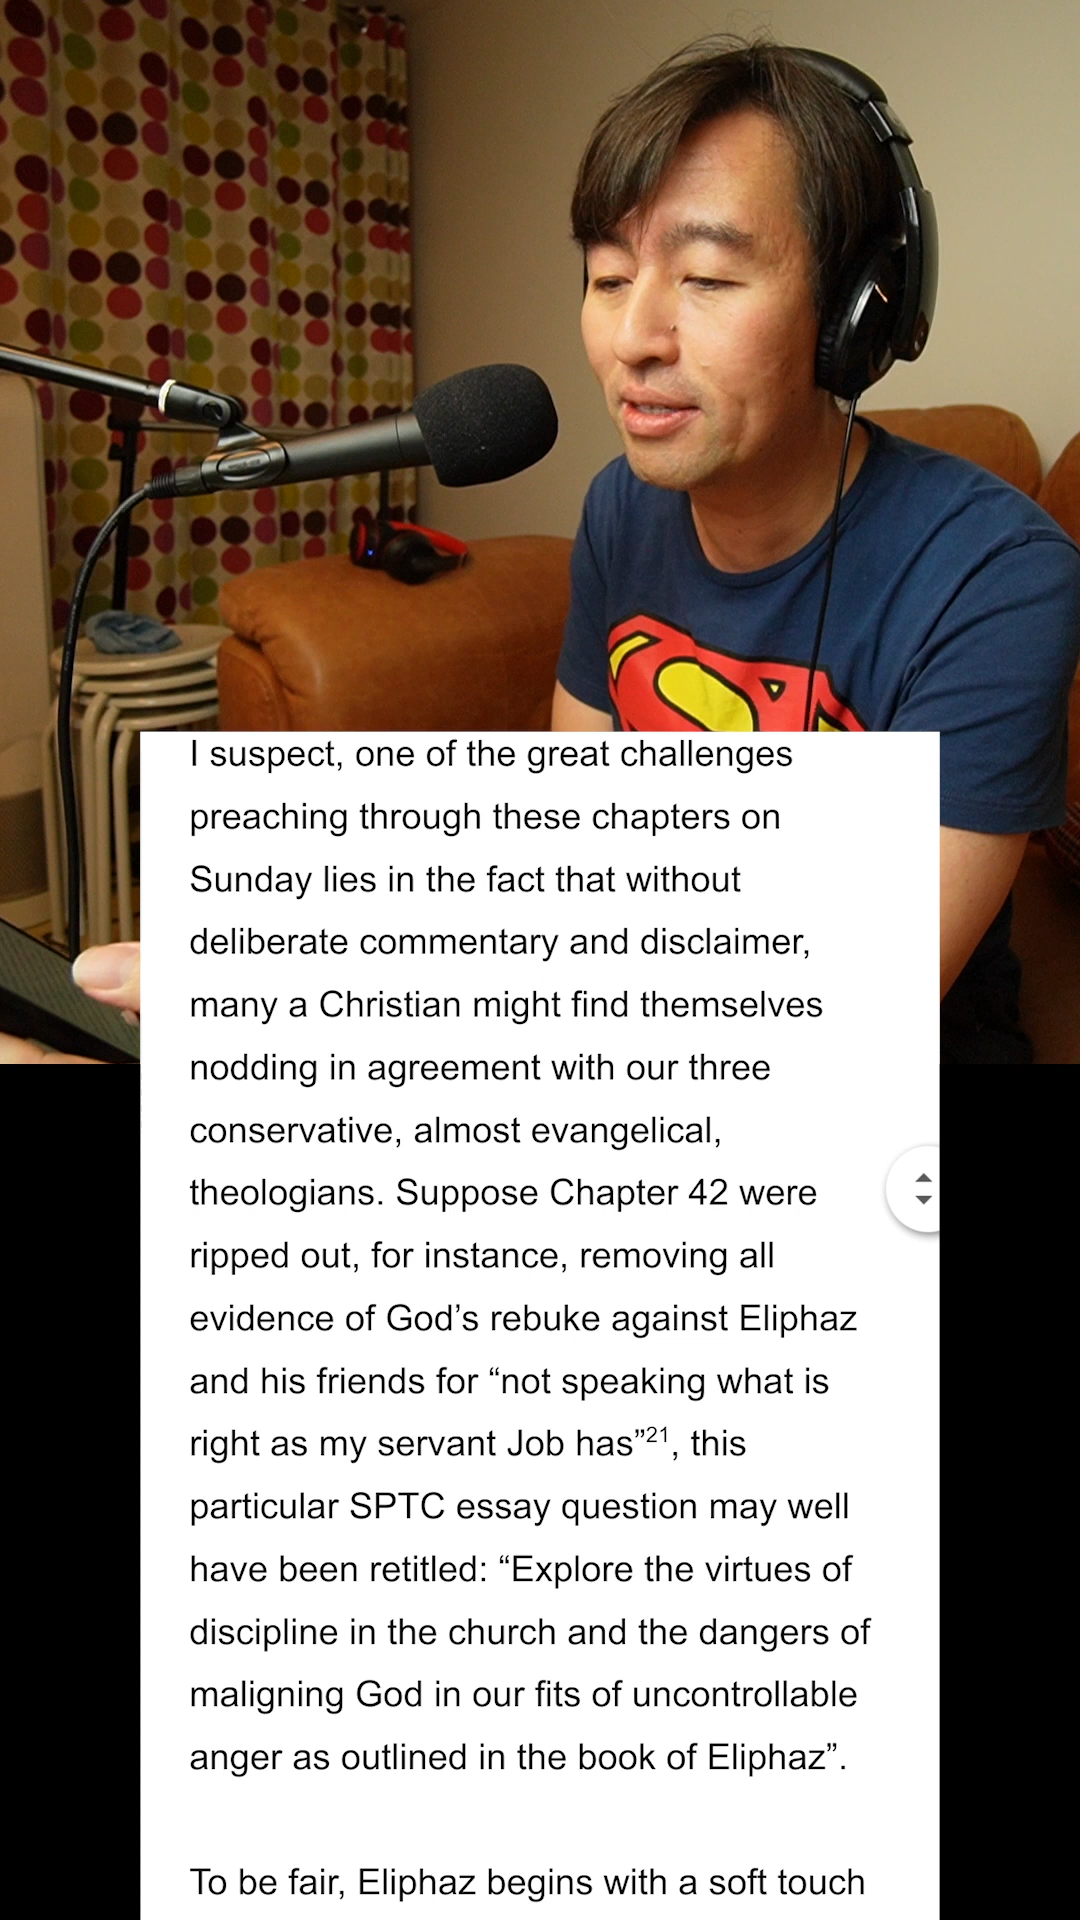 I suspect, one of the great challenges
preaching through these chapters on
Sunday lies in the fact that without
deliberate commentary and disclaimer,
many a Christian might find themselves
nodding in agreement with our three
conservative, almost evangelical,
theologians. Suppose Chapter 42 were
ripped out, for instance, removing all
evidence of God’s rebuke against Eliphaz
and his friends for “not speaking what is
right as my servant Job has”21, this
particular SPTC essay question may well
have been retitled: “Explore the virtues of
discipline in the church and the dangers of
maligning God in our fits of uncontrollable
anger as outlined in the book of Eliphaz”.
To be fair, Eliphaz begins with a soft touch